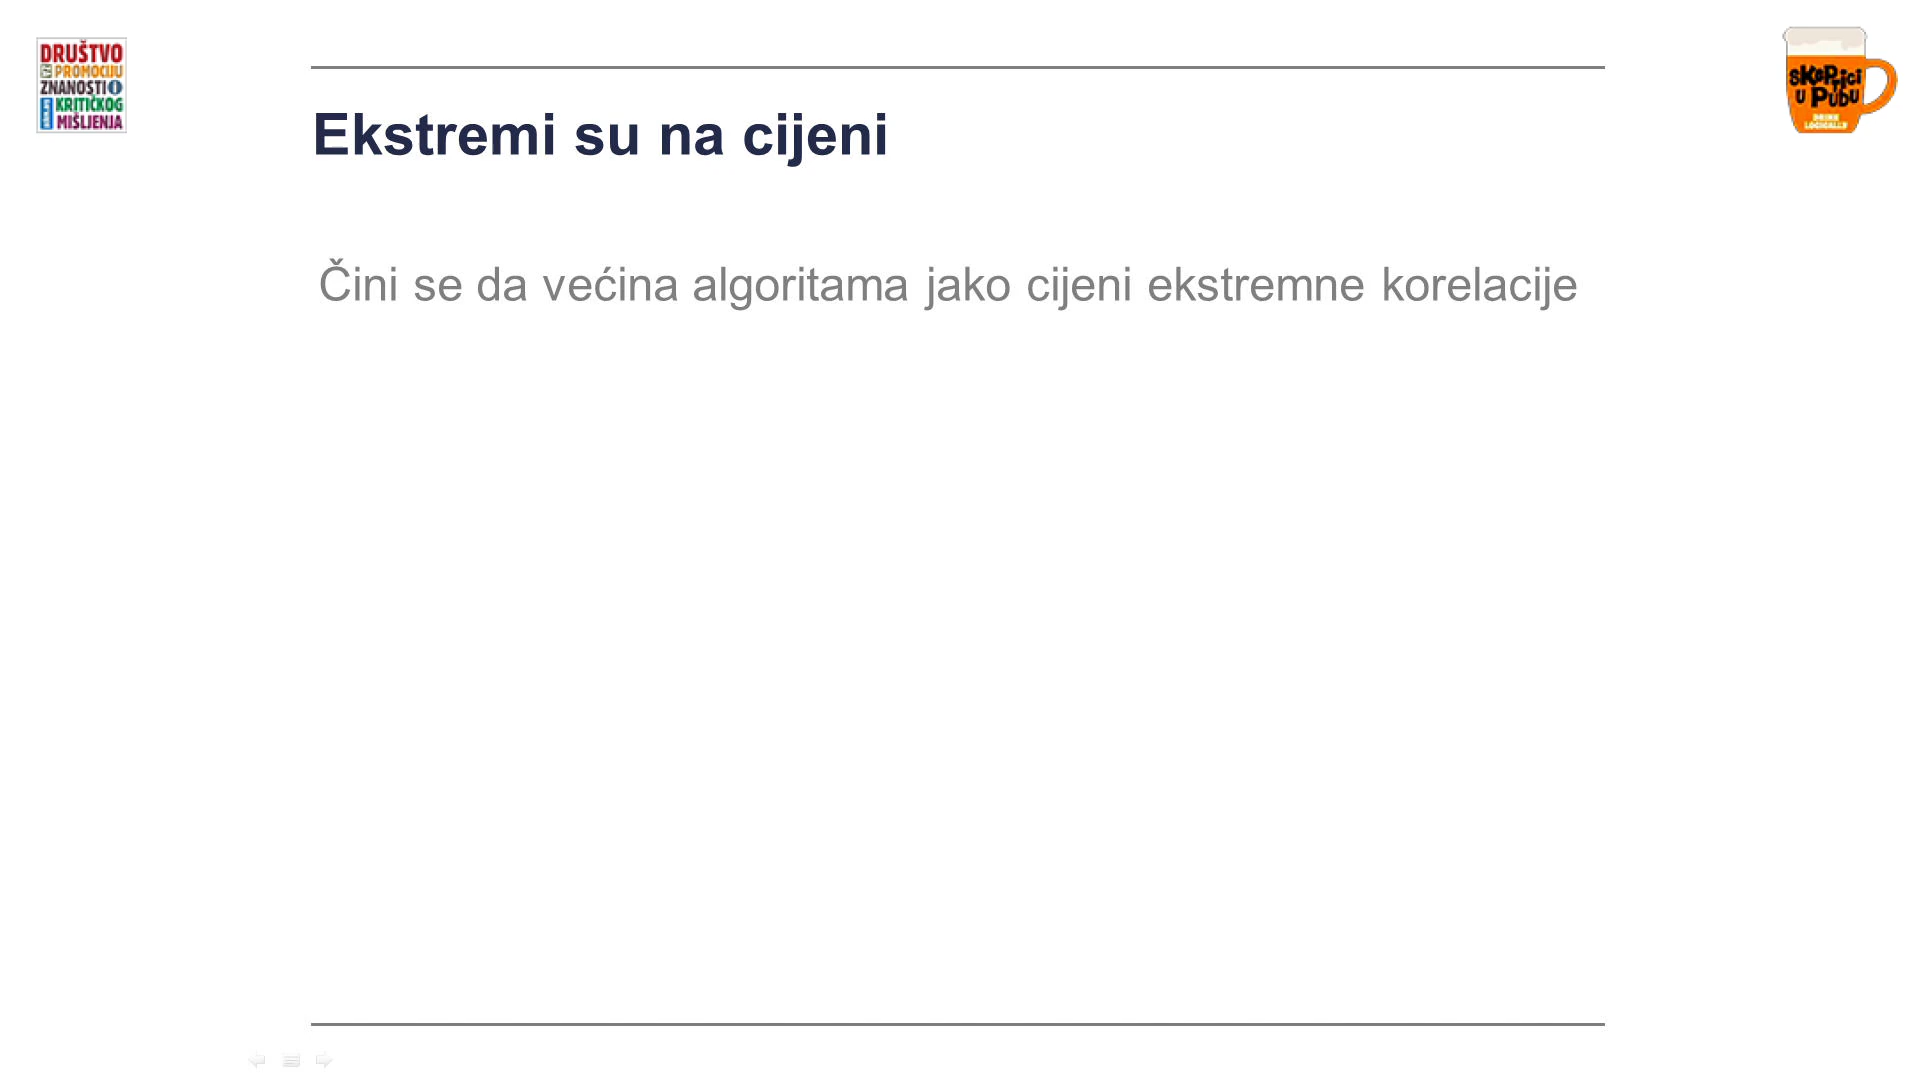 DRUŠTVO
ZA PROMOCIJU
ZNANOSTI I
KRITIČKOG
MIŠLJENJA
SKEPTICI
U PUBU
DRINK
LOGICALLY
Ekstremi su na cijeni
Čini se da većina algoritama jako cijeni ekstremne korelacije